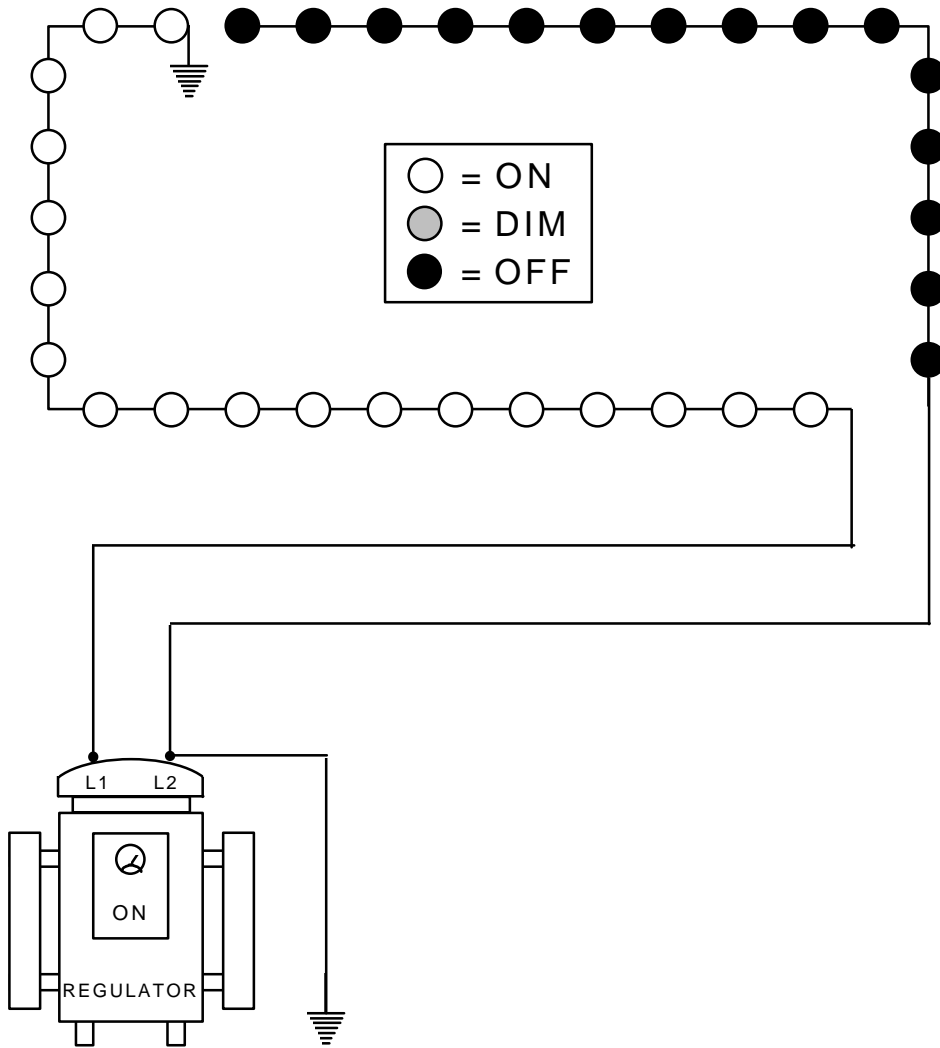 = ON
= DIM
= OFF
L1 L2
ON
REGULATOR